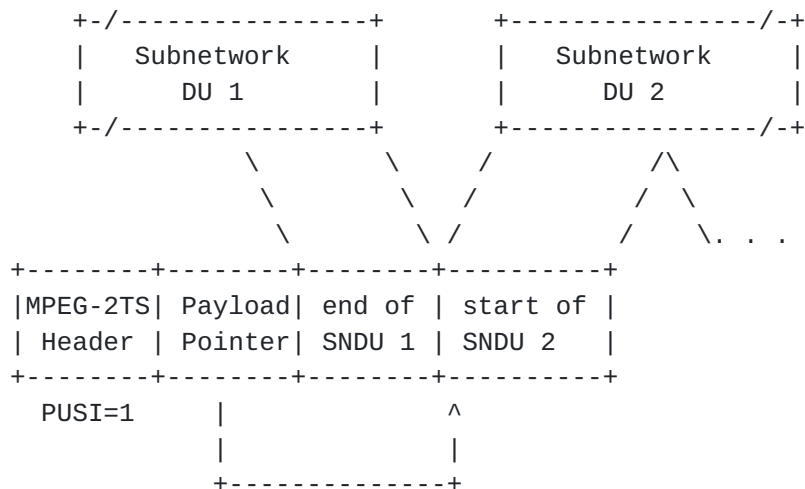 +-/----------------+       +----------------/-+
|   Subnetwork     |       |   Subnetwork     |
|      DU 1        |       |      DU 2        |
+-/----------------+       +----------------/-+
\        \     /          /\
\        \   /          /  \
\        \ /          /    \. . .
+--------+--------+--------+----------+
|MPEG-2TS| Payload| end of | start of |
| Header | Pointer| SNDU 1 | SNDU 2   |
+--------+--------+--------+----------+
PUSI=1     |              ^
|              |
+--------------+